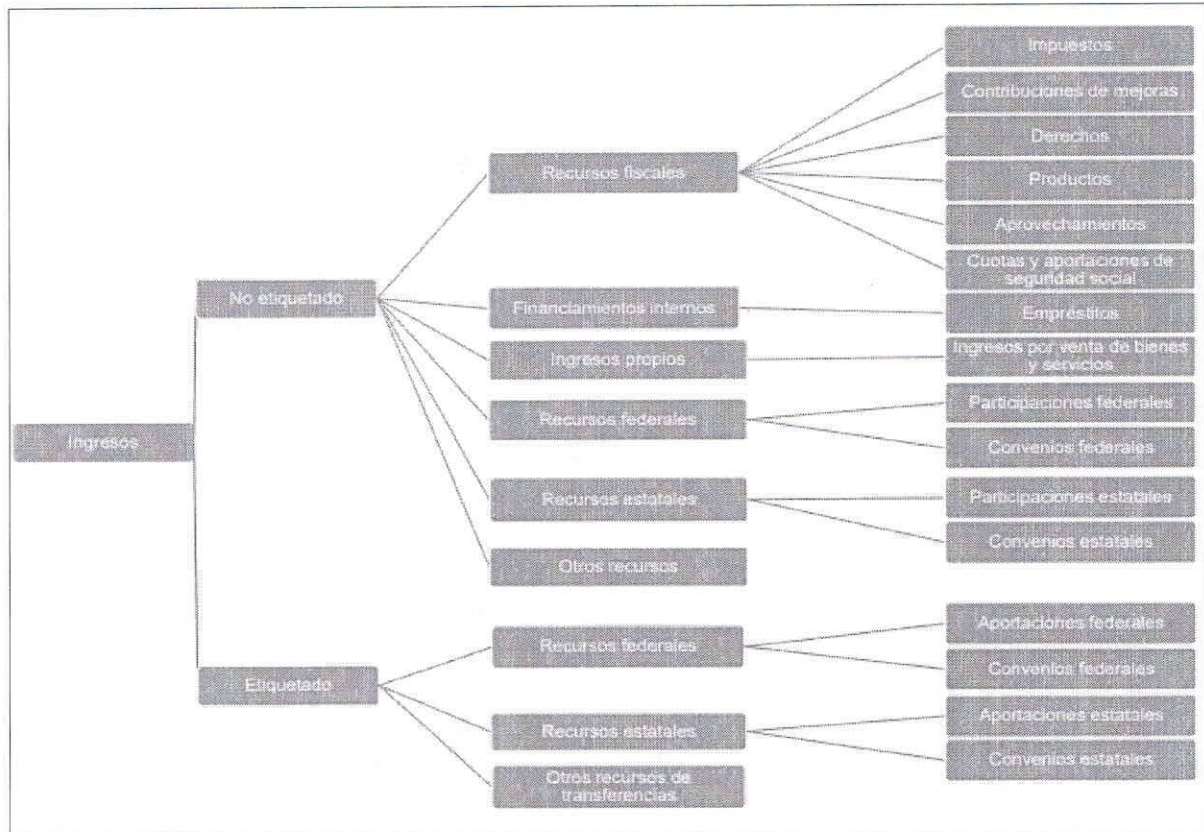 Ingresos
No etiquetado
Recursos fiscales
Impuestos
Contribuciones de mejoras
Derechos
Productos
Aprovechamientos
Cuotas y aportaciones de
seguridad social
Financiamientos internos
Empréstitos
Ingresos propios
Ingresos por venta de bienes
y servicios
Recursos federales
Participaciones federales
Convenios federales
Recursos estatales
Participaciones estatales
Convenios estatales
Otros recursos
Etiquetado
Recursos federales
Aportaciones federales
Convenios federales
Recursos estatales
Aportaciones estatales
Convenios estatales
Otros recursos de
transferencias